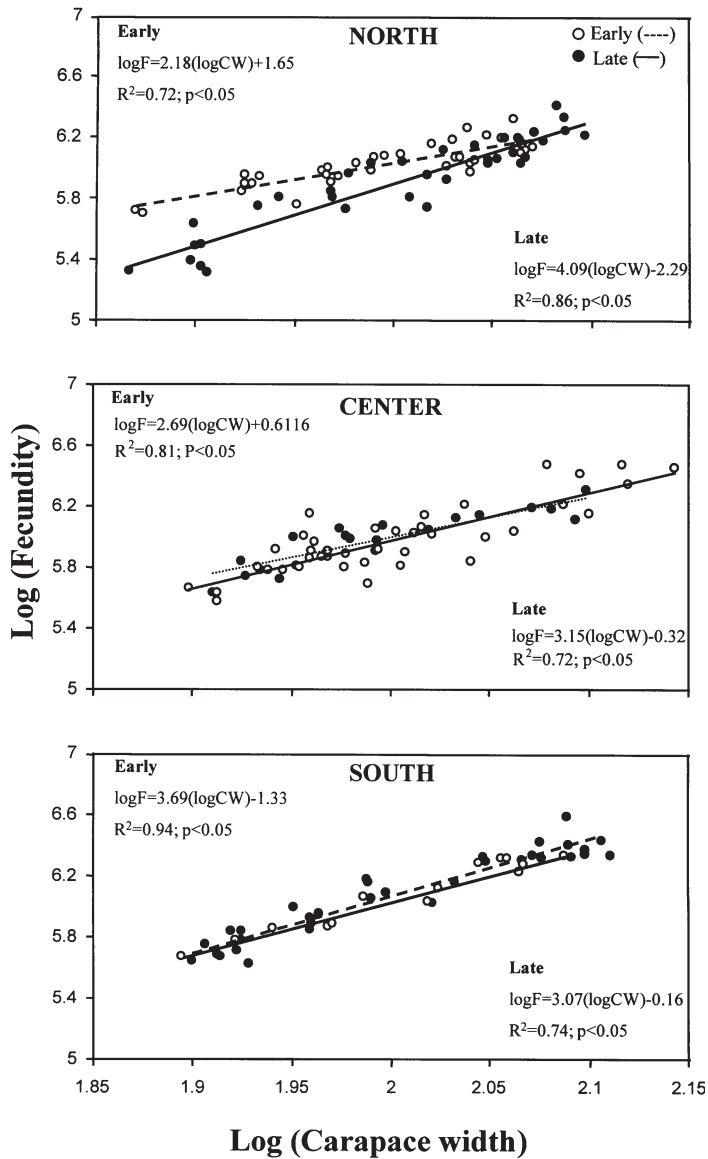 7
6.6
6.2
5.8
5.4
5
Early
logF=2.18(logCW)+1.65
R²=0.72; p<0.05
NORTH
Early (----)
Late (—)
Late
logF=4.09(logCW)-2.29
R²=0.86; p<0.05
7
6.6
6.2
5.8
5.4
5
Early
logF=2.69(logCW)+0.6116
R²=0.81; P<0.05
CENTER
Late
logF=3.15(logCW)-0.32
R²=0.72; p<0.05
Log (Fecundity)
7
6.6
6.2
5.8
5.4
5
Early
logF=3.69(logCW)-1.33
R²=0.94; p<0.05
SOUTH
Late
logF=3.07(logCW)-0.16
R²=0.74; p<0.05
1.85 1.9 1.95 2 2.05 2.1 2.15
Log (Carapace width)